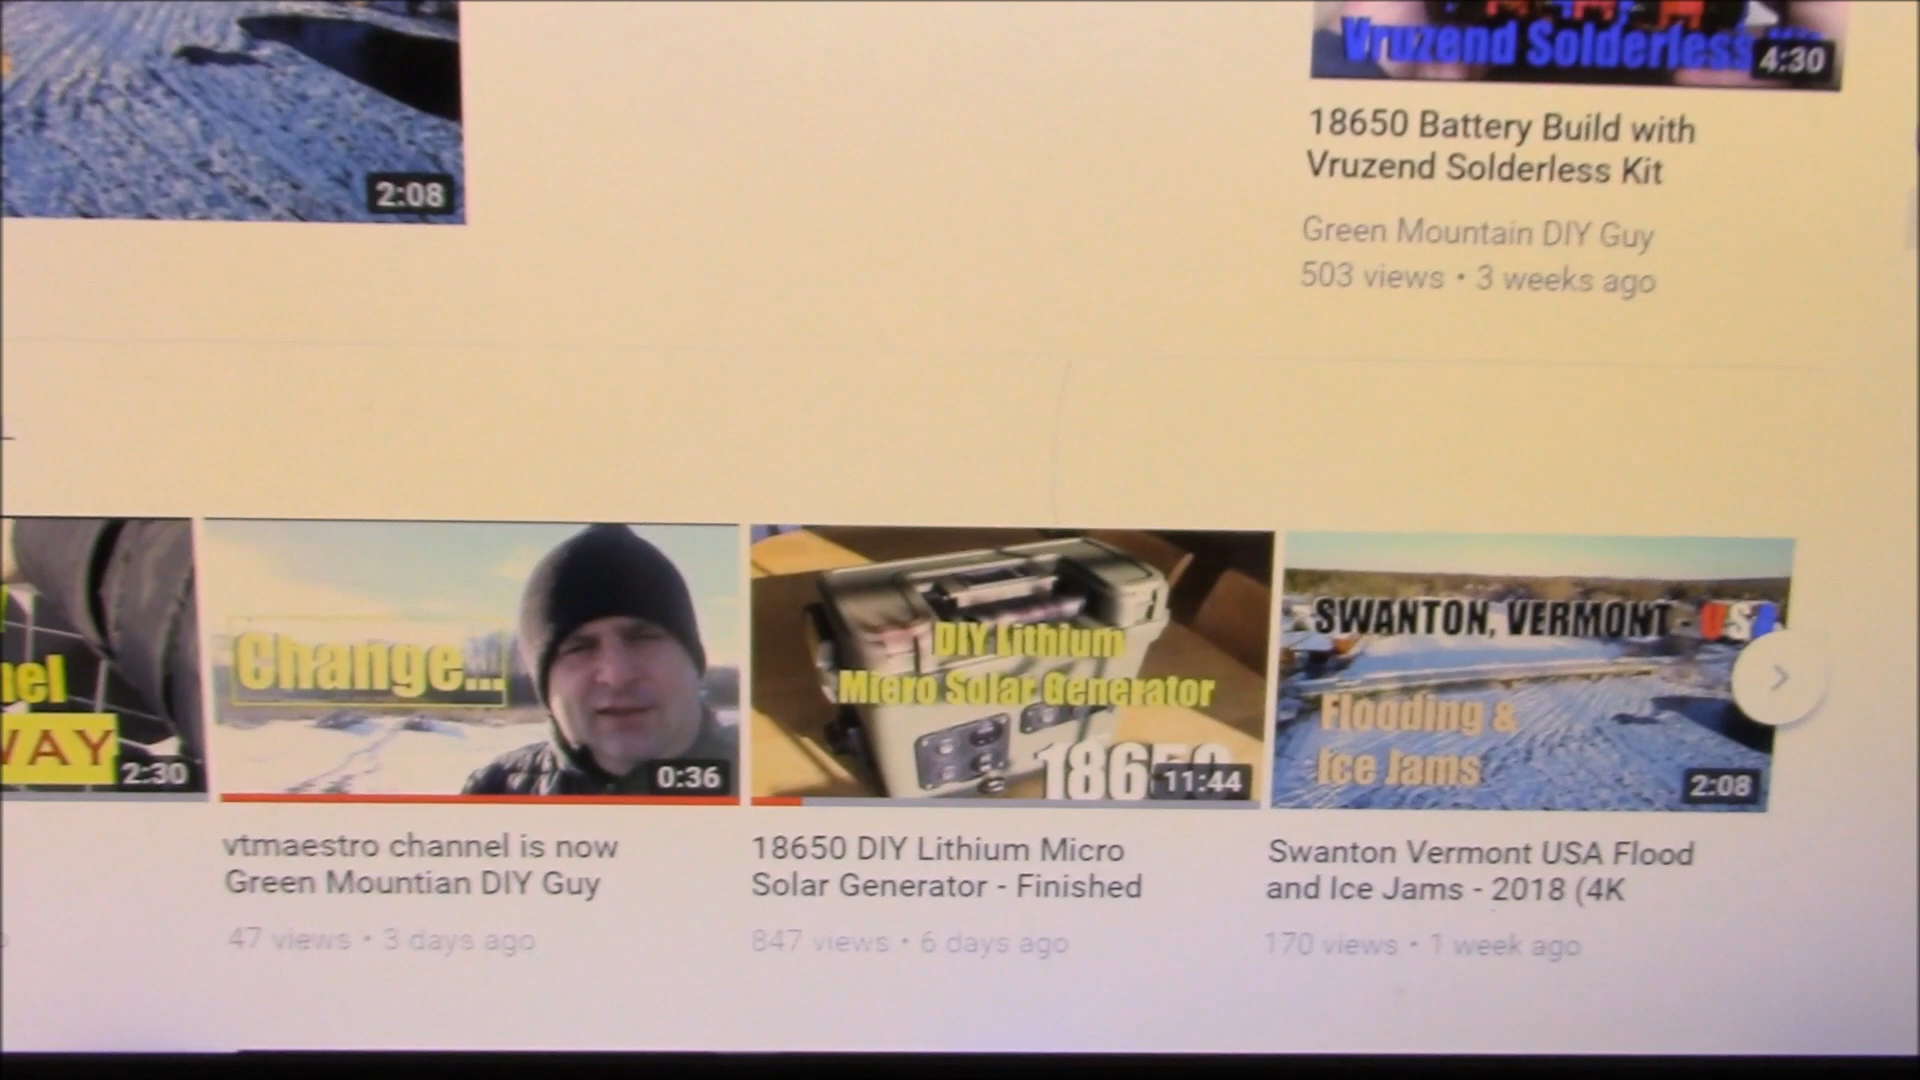 Vruzend Solderless
4:30
2:08
18650 Battery Build with
Vruzend Solderless Kit
Green Mountain DIY Guy
503 views • 3 weeks ago
nel
WAY
2:30
Change...
0:36
DIY Lithium
Micro Solar Generator
18650
11:44
SWANTON, VERMONT - USA
Flooding &
Ice Jams
2:08
vtmaestro channel is now
Green Mountian DIY Guy
47 views • 3 days ago
18650 DIY Lithium Micro
Solar Generator - Finished
847 views • 6 days ago
Swanton Vermont USA Flood
and Ice Jams - 2018 (4K
170 views • 1 week ago